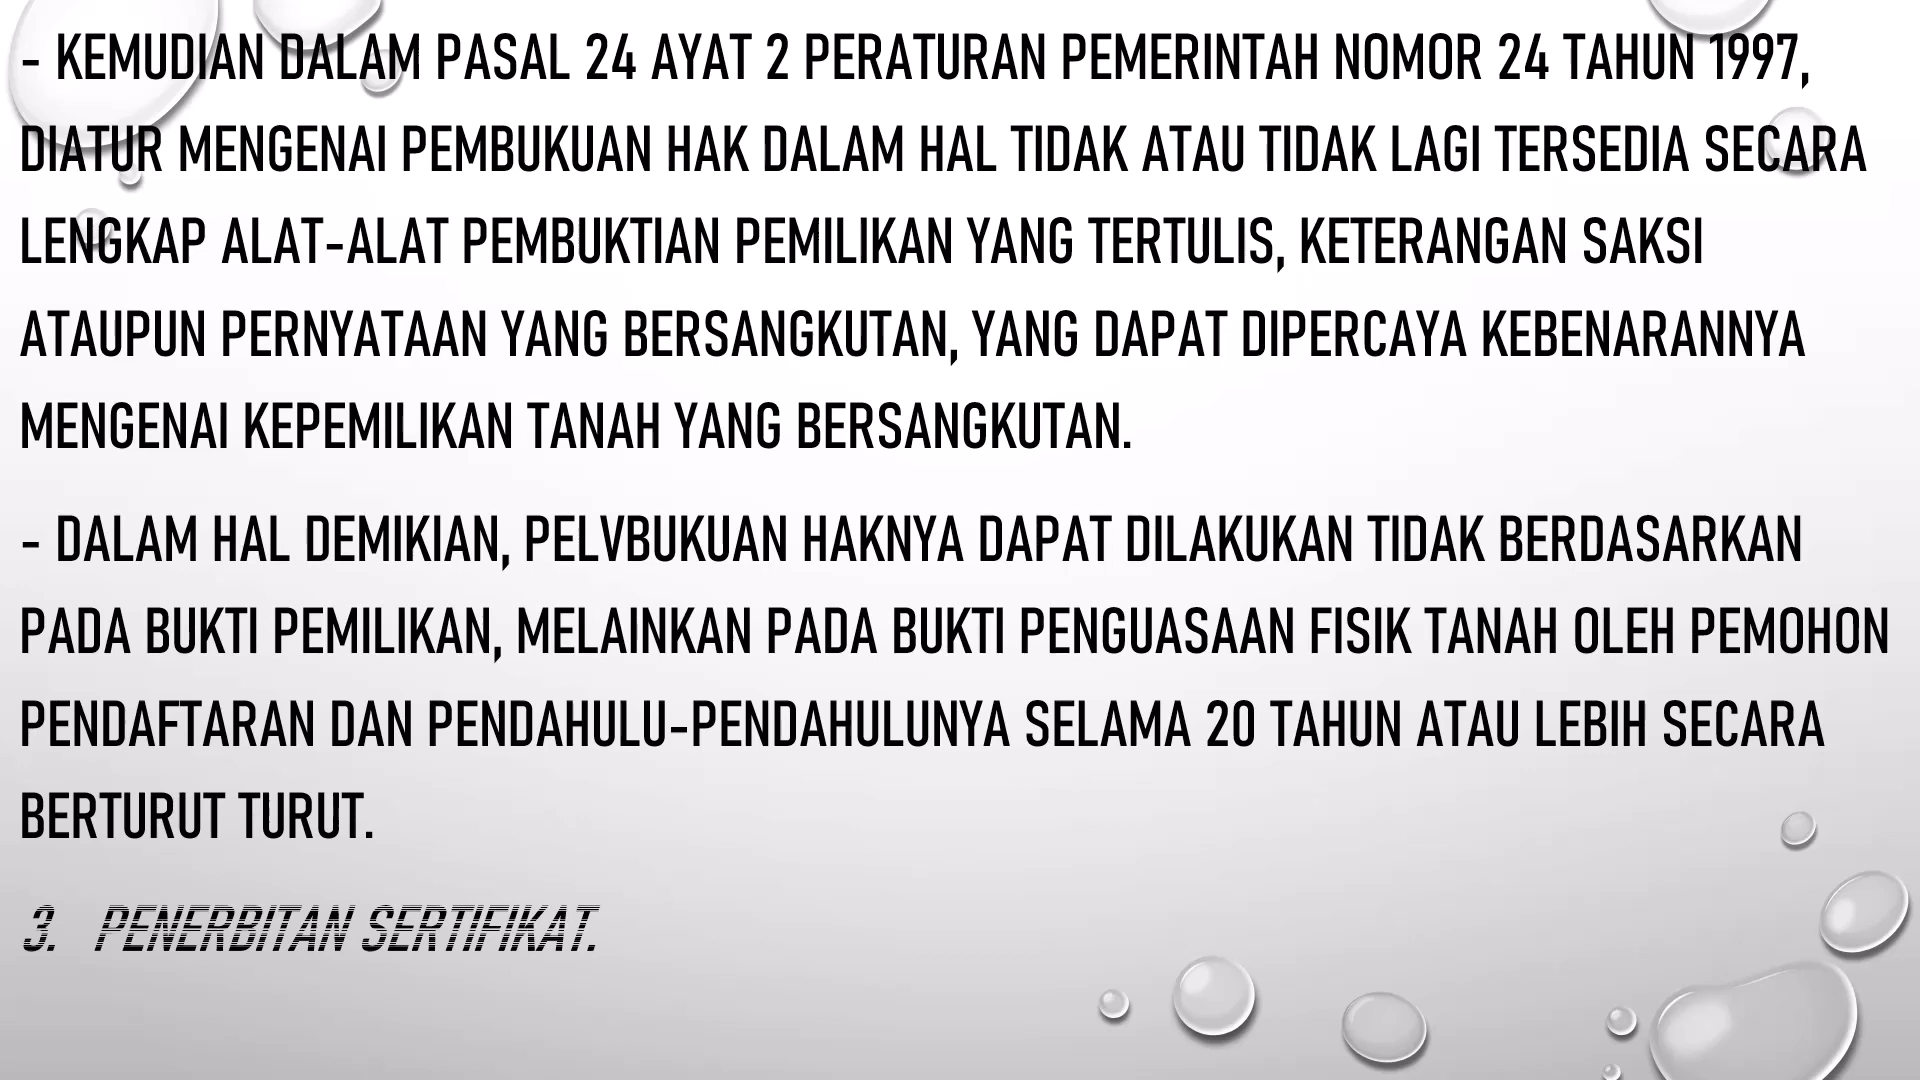 - KEMUDIAN DALAM PASAL 24 AYAT 2 PERATURAN PEMERINTAH NOMOR 24 TAHUN 1997,
DIATUR MENGENAI PEMBUKUAN HAK DALAM HAL TIDAK ATAU TIDAK LAGI TERSEDIA SECARA
LENGKAP ALAT-ALAT PEMBUKTIAN PEMILIKAN YANG TERTULIS, KETERANGAN SAKSI
ATAUPUN PERNYATAAN YANG BERSANGKUTAN, YANG DAPAT DIPERCAYA KEBENARANNYA
MENGENAI KEPEMILIKAN TANAH YANG BERSANGKUTAN.
- DALAM HAL DEMIKIAN, PELVBUKUAN HAKNYA DAPAT DILAKUKAN TIDAK BERDASARKAN
PADA BUKTI PEMILIKAN, MELAINKAN PADA BUKTI PENGUASAAN FISIK TANAH OLEH PEMOHON
PENDAFTARAN DAN PENDAHULU-PENDAHULUNYA SELAMA 20 TAHUN ATAU LEBIH SECARA
BERTURUT TURUT.
3. PENERBITAN SERTIFIKAT.